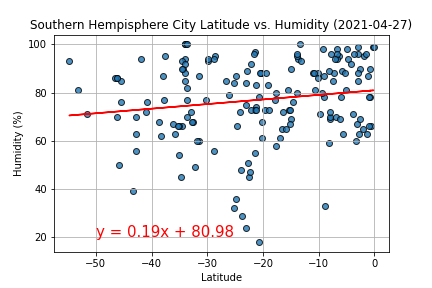 Southern Hempisphere City Latitude vs. Humidity (2021-04-27)
100
80
60
40
20
Humidity (%)
y = 0.19x + 80.98
−50
−40
−30
−20
−10
0
Latitude